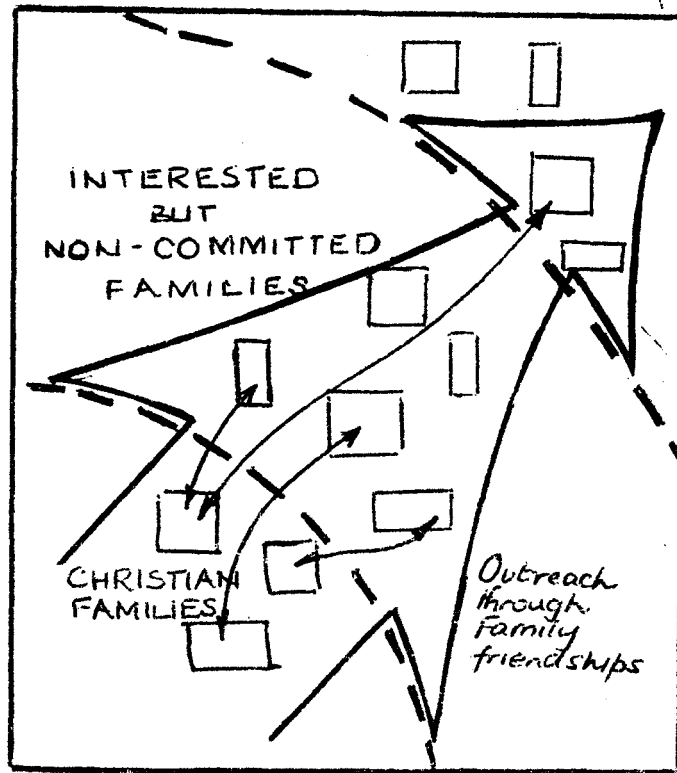 INTERESTED
BUT
NON-COMMITTED
FAMILIES
CHRISTIAN
FAMILIES
Outreach
through
Family
friendships